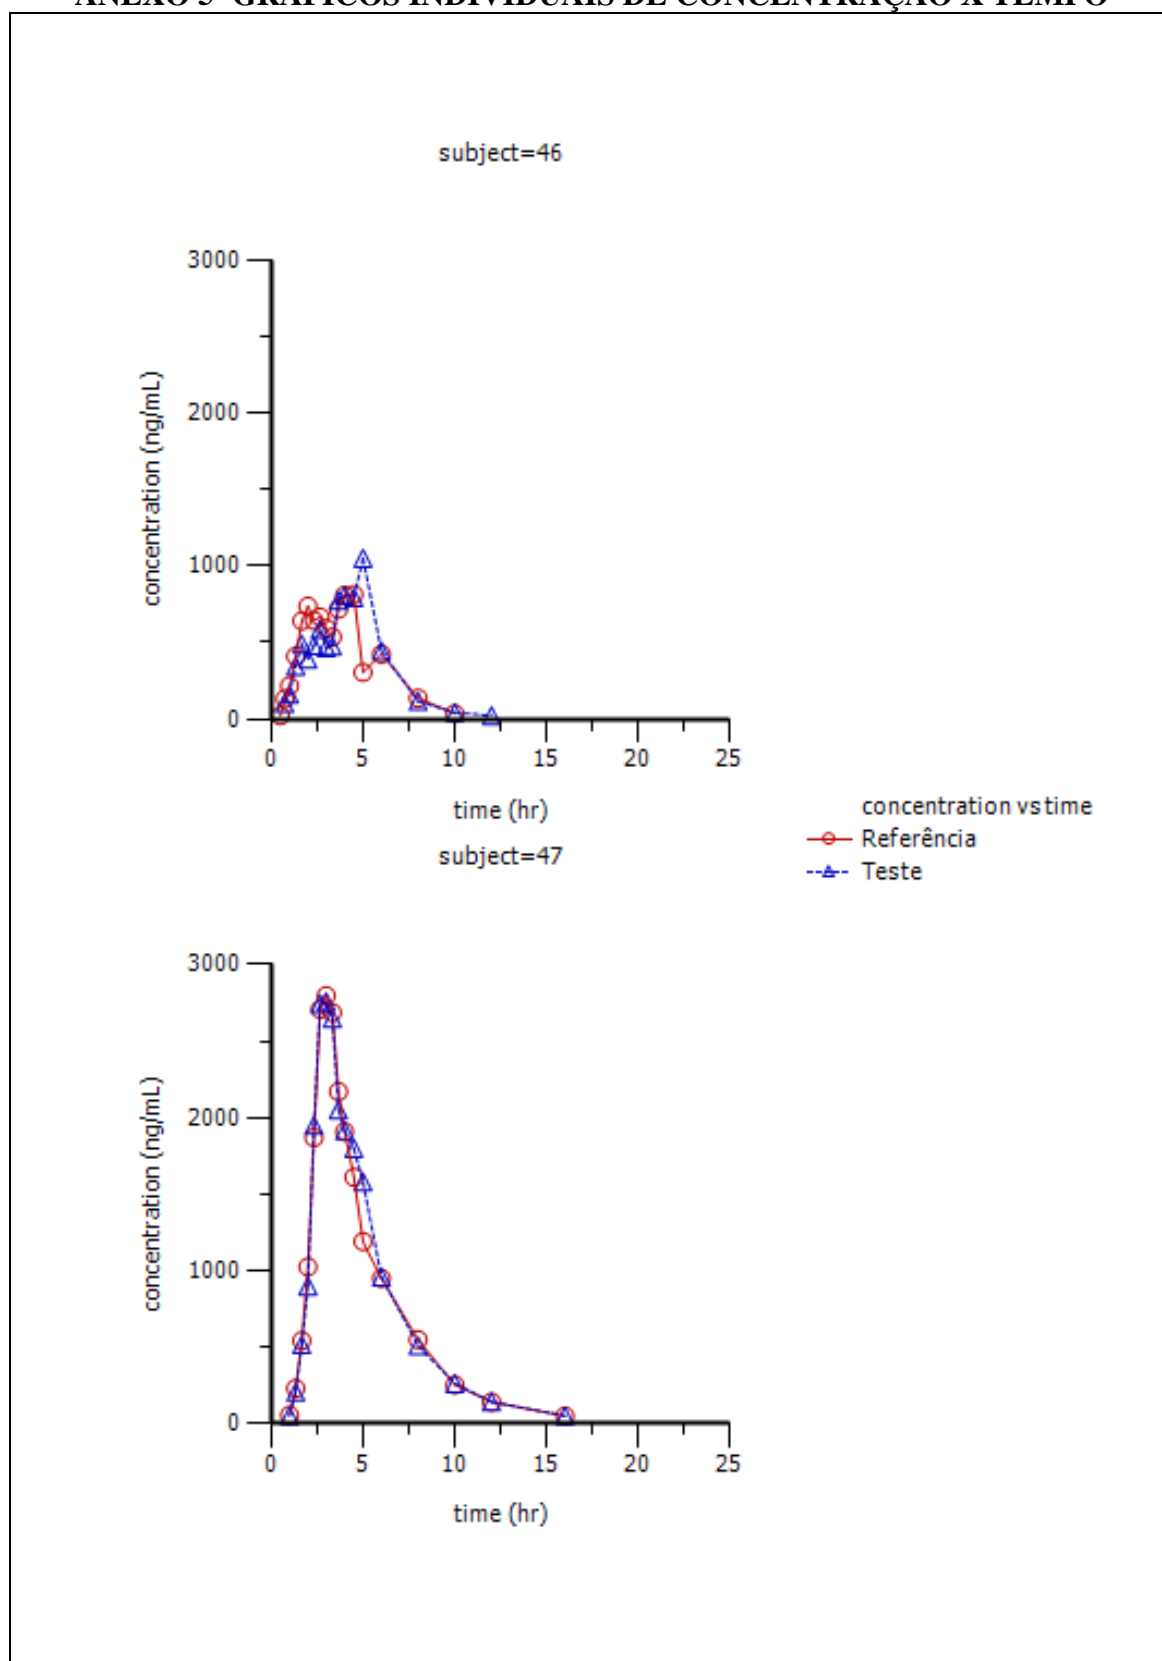 ANEXO 5- GRÁFICOS INDIVIDUAIS DE CONCENTRAÇÃO X TEMPO
subject=46
3000
2000
1000
0
concentration (ng/mL)
0 5 10 15 20 25
time (hr)
concentration vs time
Referência
Teste
subject=47
3000
2000
1000
0
concentration (ng/mL)
0 5 10 15 20 25
time (hr)